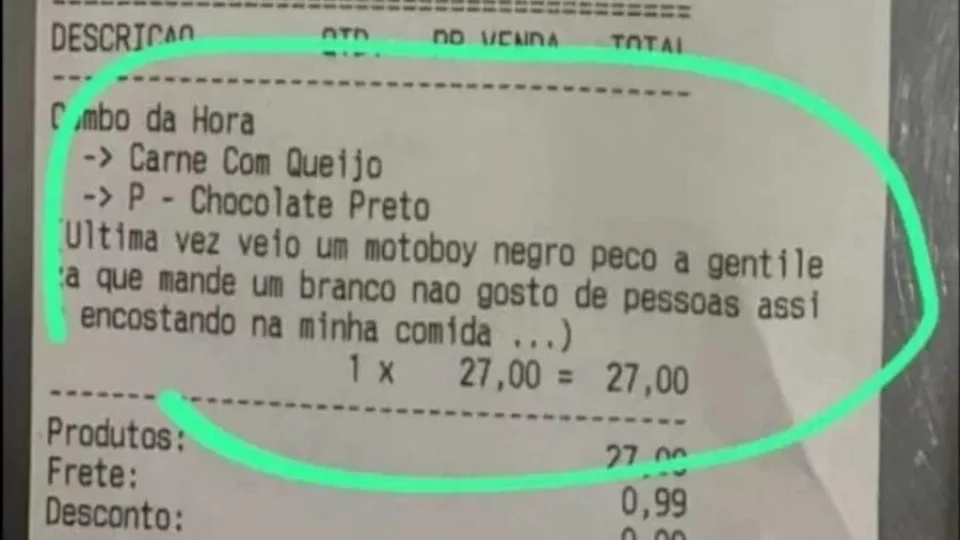 ========================================
DESCRICAO QTD. PR VENDA TOTAL
----------------------------------------
Combo da Hora
-> Carne Com Queijo
-> P - Chocolate Preto
(Ultima vez veio um motoboy negro peco a gentile
za que mande um branco nao gosto de pessoas assi
encostando na minha comida ...)
1 x 27,00 = 27,00
----------------------------------------
Produtos: 27,00
Frete: 0,99
Desconto: 0,00